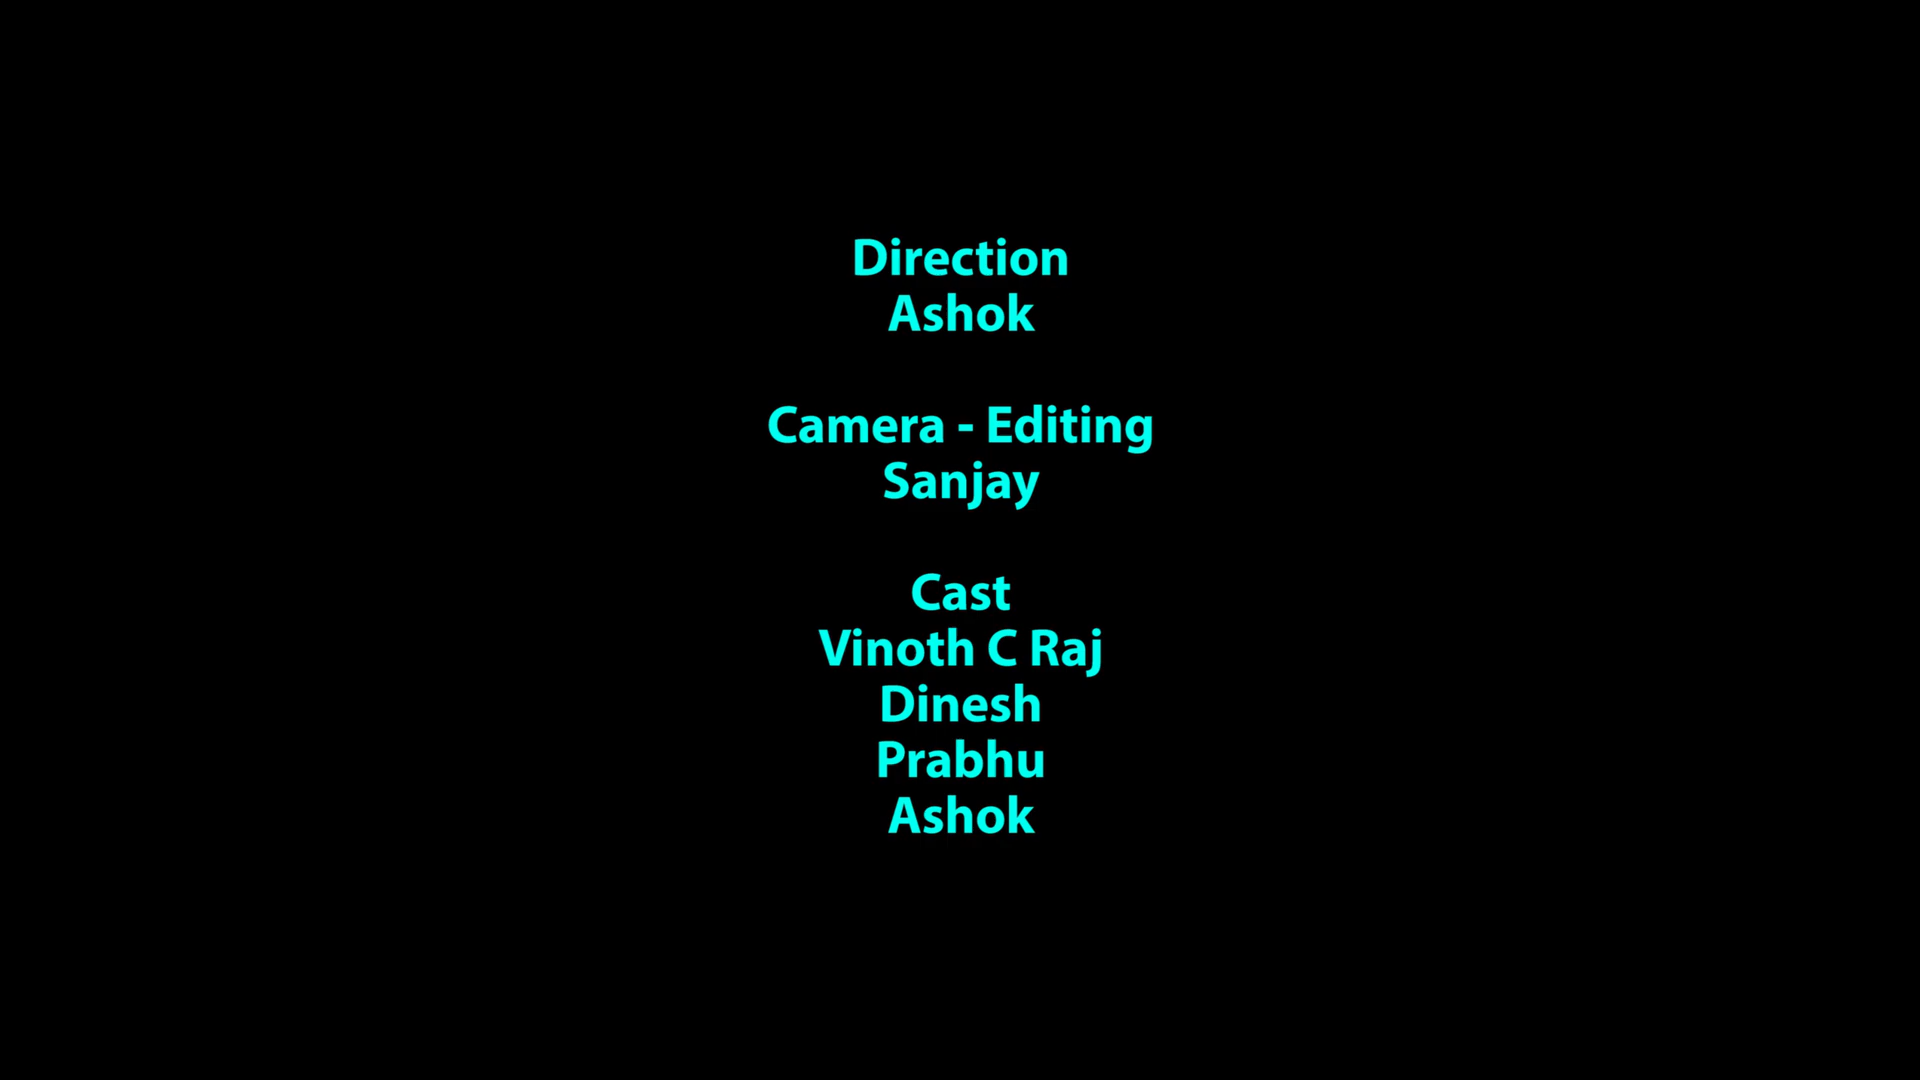 Direction
Ashok
Camera - Editing
Sanjay
Cast
Vinoth C Raj
Dinesh
Prabhu
Ashok